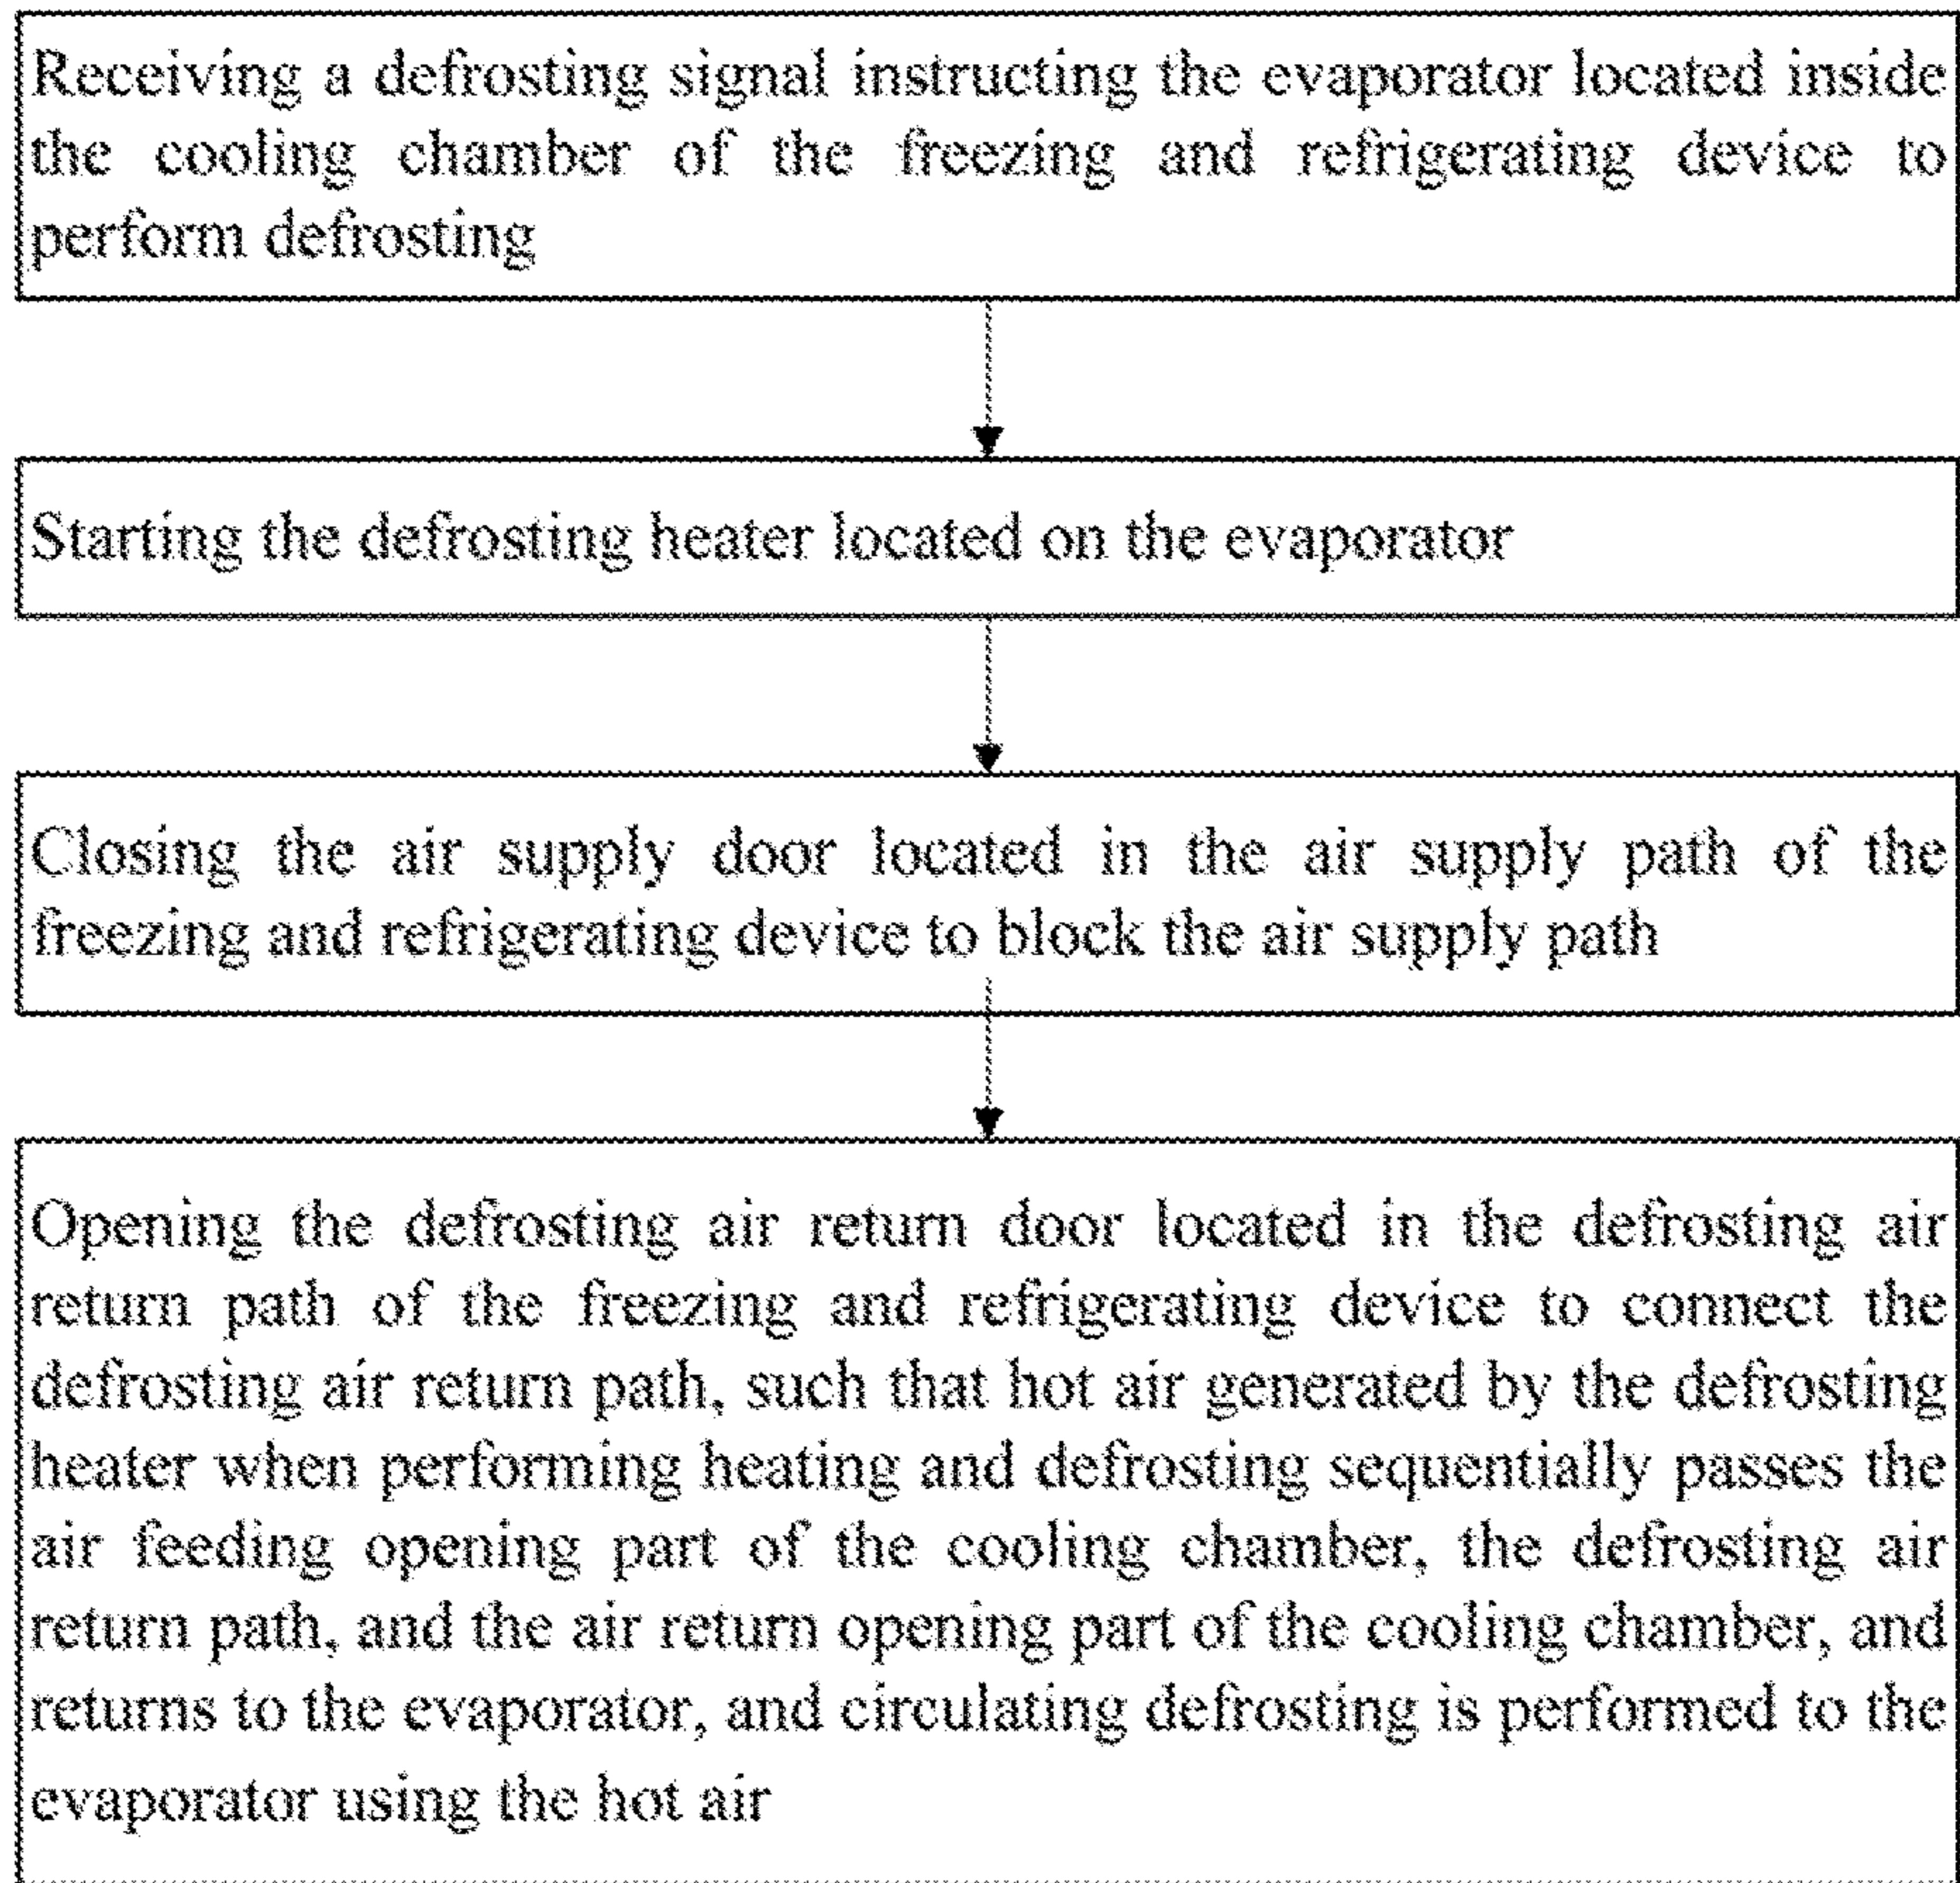 Receiving a defrosting signal instructing the evaporator located inside
the cooling chamber of the freezing and refrigerating device to
perform defrosting
Starting the defrosting heater located on the evaporator
Closing the air supply door located in the air supply path of the
freezing and refrigerating device to block the air supply path
Opening the defrosting air return door located in the defrosting air
return path of the freezing and refrigerating device to connect the
defrosting air return path, such that hot air generated by the defrosting
heater when performing heating and defrosting sequentially passes the
air feeding opening part of the cooling chamber, the defrosting air
return path, and the air return opening part of the cooling chamber, and
returns to the evaporator, and circulating defrosting is performed to the
evaporator using the hot air